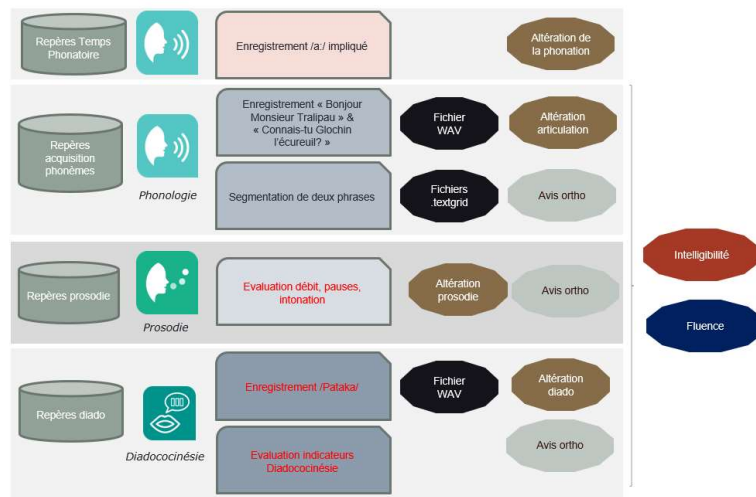 Repères Temps
Phonatoire
Enregistrement /a:/ impliqué
Altération de
la phonation
Repères
acquisition
phonèmes
Phonologie
Enregistrement « Bonjour
Monsieur Tralipau » &
« Connais-tu Glochin
l'écureuil? »
Fichier
WAV
Altération
articulation
Segmentation de deux phrases
Fichiers
.textgrid
Avis ortho
Repères prosodie
Prosodie
Evaluation débit, pauses,
intonation
Altération
prosodie
Avis ortho
Repères diado
Diadococinésie
Enregistrement /Pataka/
Fichier
WAV
Altération
diado
Evaluation indicateurs
Diadococinésie
Avis ortho
Intelligibilité
Fluence